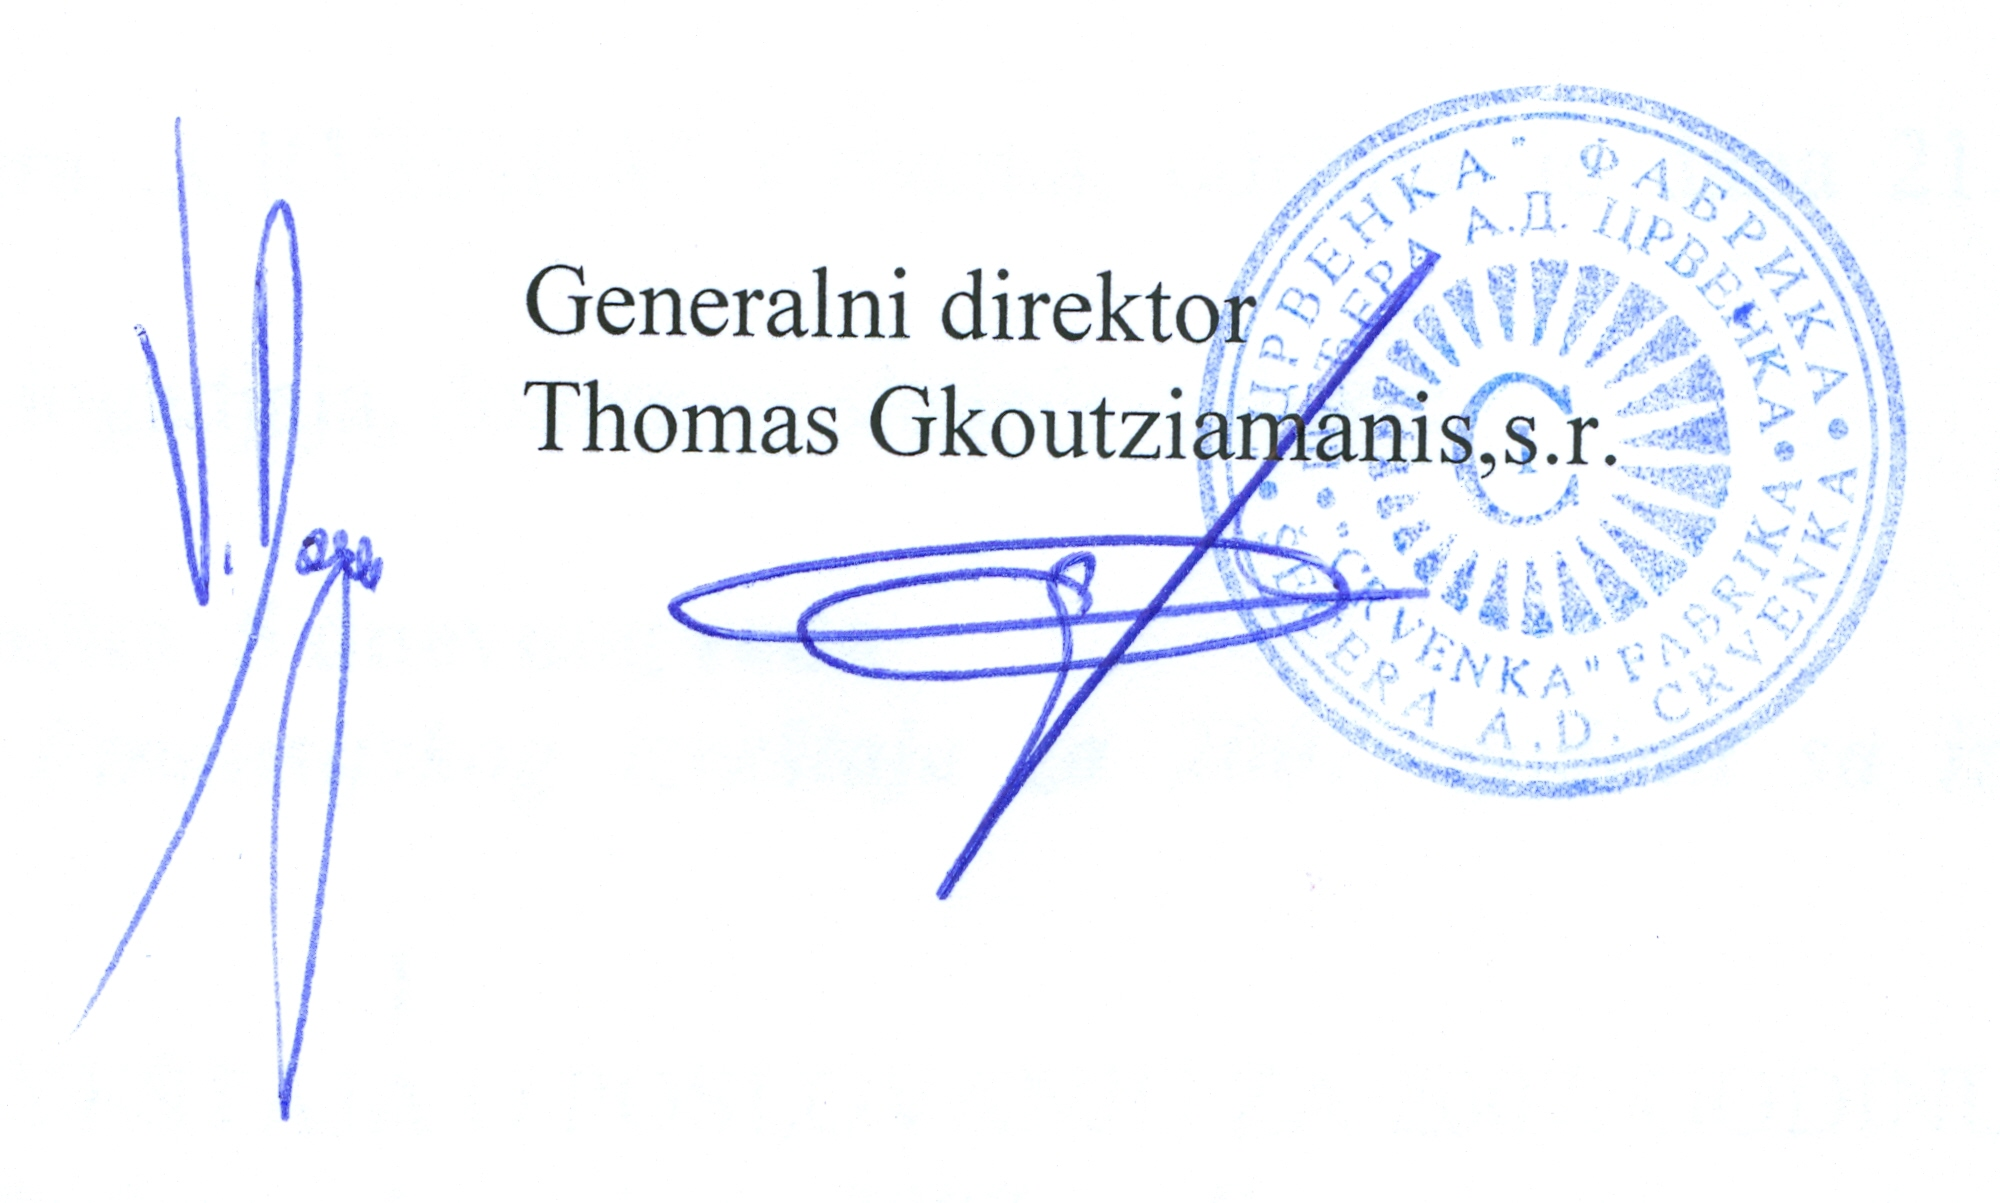 Generalni direktor
Thomas Gkoutziamanis,s.r.
ЦРВЕНКА" ФАБРИКА
ШЕЋЕРА А.Д. ЦРВЕНКА
"CRVENKA" FABRIKA
ŠEĆERA A.D. CRVENKA
C